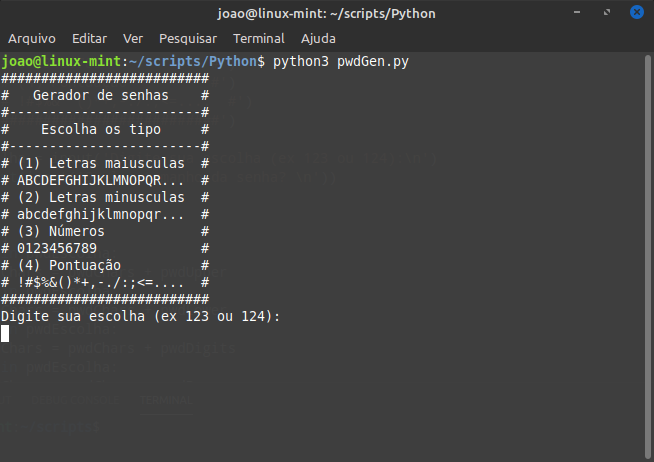 joao@linux-mint: ~/scripts/Python
Arquivo Editar Ver Pesquisar Terminal Ajuda
joao@linux-mint:~/scripts/Python$ python3 pwdGen.py
##########################
#   Gerador de senhas    #
#------------------------#
#    Escolha os tipo     #
#------------------------#
# (1) Letras maiusculas  #
# ABCDEFGHIJKLMNOPQR...  #
# (2) Letras minusculas  #
# abcdefghijklmnopqr...  #
# (3) Números            #
# 0123456789             #
# (4) Pontuação          #
# !#$%&()*+,-./:;<=....  #
##########################
Digite sua escolha (ex 123 ou 124):